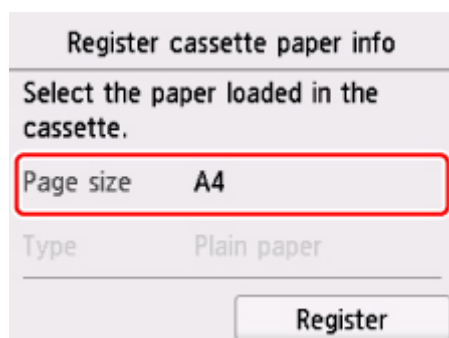 Register cassette paper info
Select the paper loaded in the
cassette.
Page size A4
Type Plain paper
Register